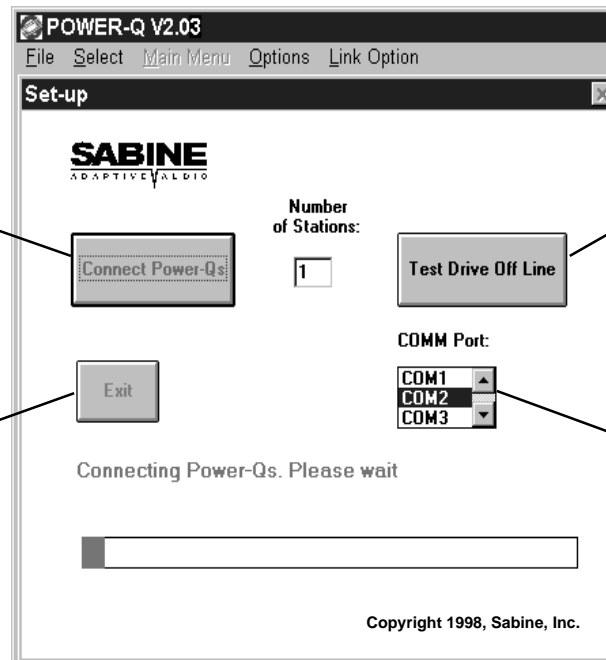 POWER-Q V2.03
File Select Main Menu Options Link Option
Set-up
SABINE
ADAPTIVE AUDIO
Number
of Stations:
Connect Power-Qs
1
Test Drive Off Line
COMM Port:
Exit
COM1
COM2
COM3
Connecting Power-Qs. Please wait
Copyright 1998, Sabine, Inc.